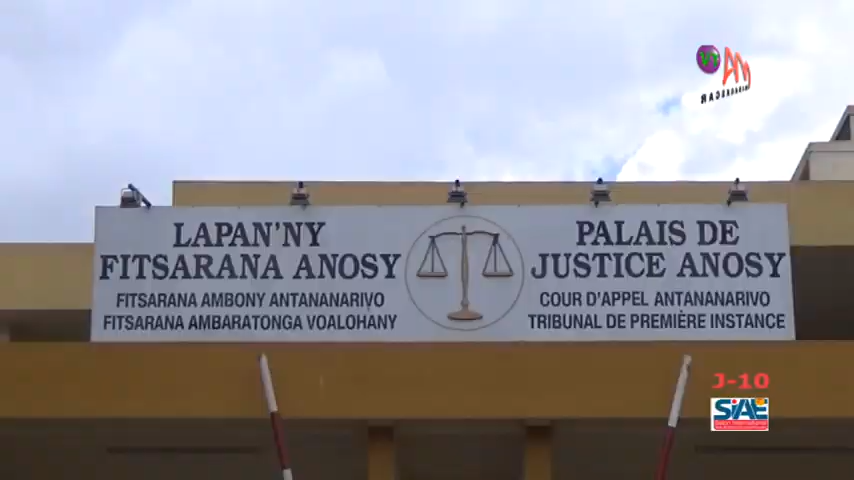 LAPAN'NY
FITSARANA ANOSY
FITSARANA AMBONY ANTANANARIVO
FITSARANA AMBARATONGA VOALOHANY
PALAIS DE
JUSTICE ANOSY
COUR D'APPEL ANTANANARIVO
TRIBUNAL DE PREMIÈRE INSTANCE
J-10
SIAE